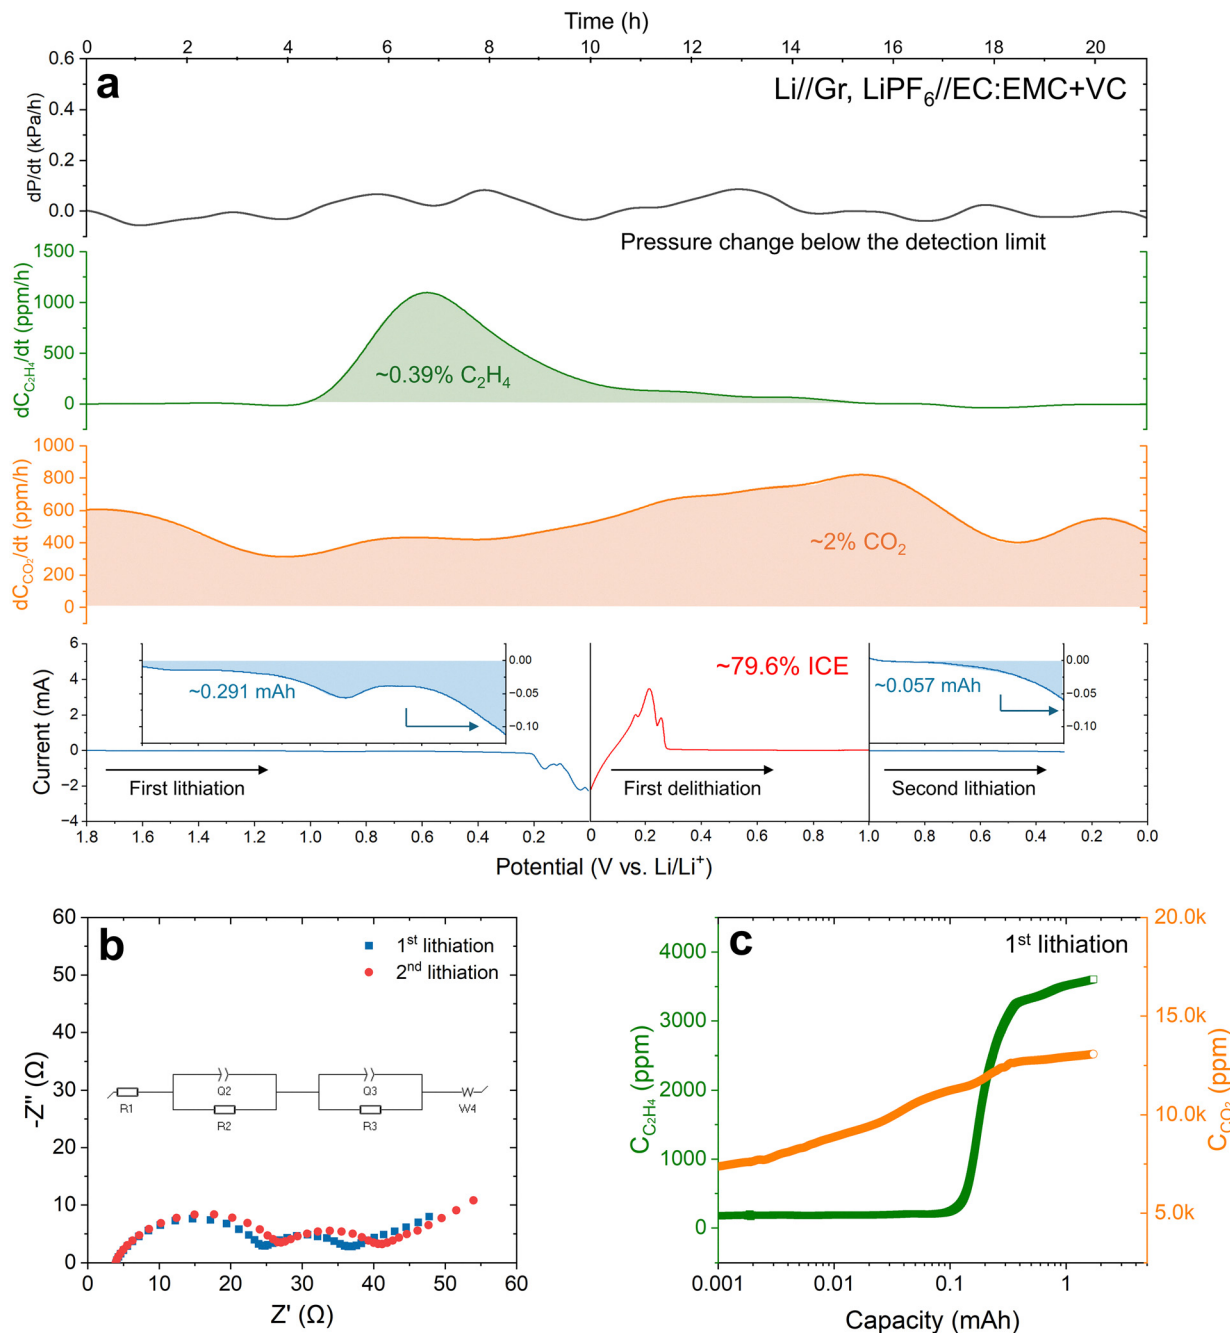 Time (h)
0 2 4 6 8 10 12 14 16 18 20
a
Li//Gr, LiPF6//EC:EMC+VC
dP/dt (kPa/h)
0.6
0.4
0.2
0.0
Pressure change below the detection limit
dC_C2H4/dt (ppm/h)
1500
1000
500
0
~0.39% C2H4
dC_CO2/dt (ppm/h)
1000
800
600
400
200
0
~2% CO2
Current (mA)
6
4
2
0
−2
−4
~0.291 mAh
0.00
−0.05
−0.10
First lithiation
~79.6% ICE
First delithiation
~0.057 mAh
0.00
−0.05
−0.10
Second lithiation
1.8 1.6 1.4 1.2 1.0 0.8 0.6 0.4 0.2 0 0.2 0.4 0.6 0.8 1.0 0.8 0.6 0.4 0.2 0.0
Potential (V vs. Li/Li+)
b
1st lithiation
2nd lithiation
-Z'' (Ω)
60
50
40
30
20
10
0
R1 Q2 R2 Q3 R3 W4
0 10 20 30 40 50 60
Z' (Ω)
c
1st lithiation
C_C2H4 (ppm)
4000
3000
2000
1000
0
20.0k
15.0k
10.0k
5.0k
C_CO2 (ppm)
0.001 0.01 0.1 1
Capacity (mAh)